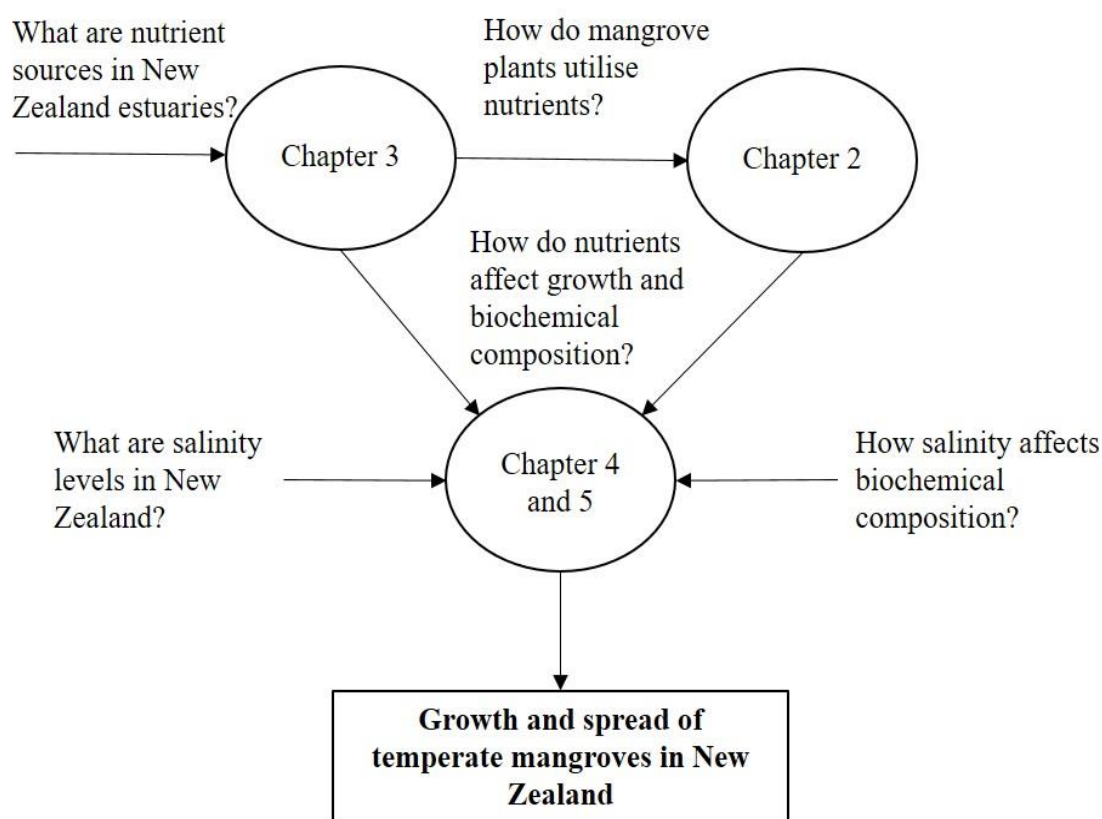 What are nutrient
sources in New
Zealand estuaries?
How do mangrove
plants utilise
nutrients?
Chapter 3
Chapter 2
How do nutrients
affect growth and
biochemical
composition?
What are salinity
levels in New
Zealand?
Chapter 4
and 5
How salinity affects
biochemical
composition?
Growth and spread of
temperate mangroves in New
Zealand